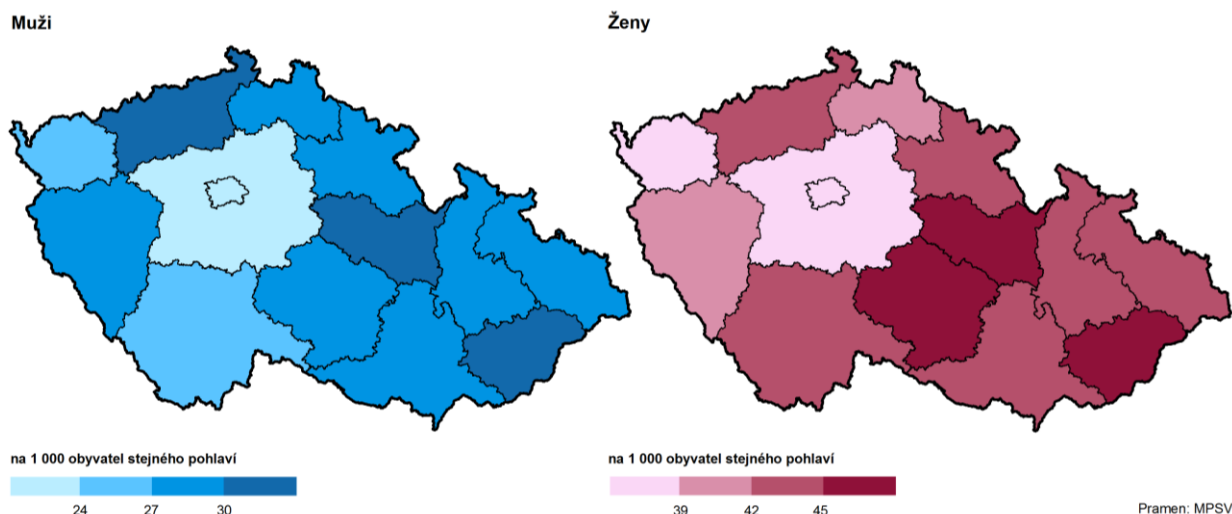 Muži
Ženy
na 1 000 obyvatel stejného pohlaví
24 27 30
na 1 000 obyvatel stejného pohlaví
39 42 45
Pramen: MPSV